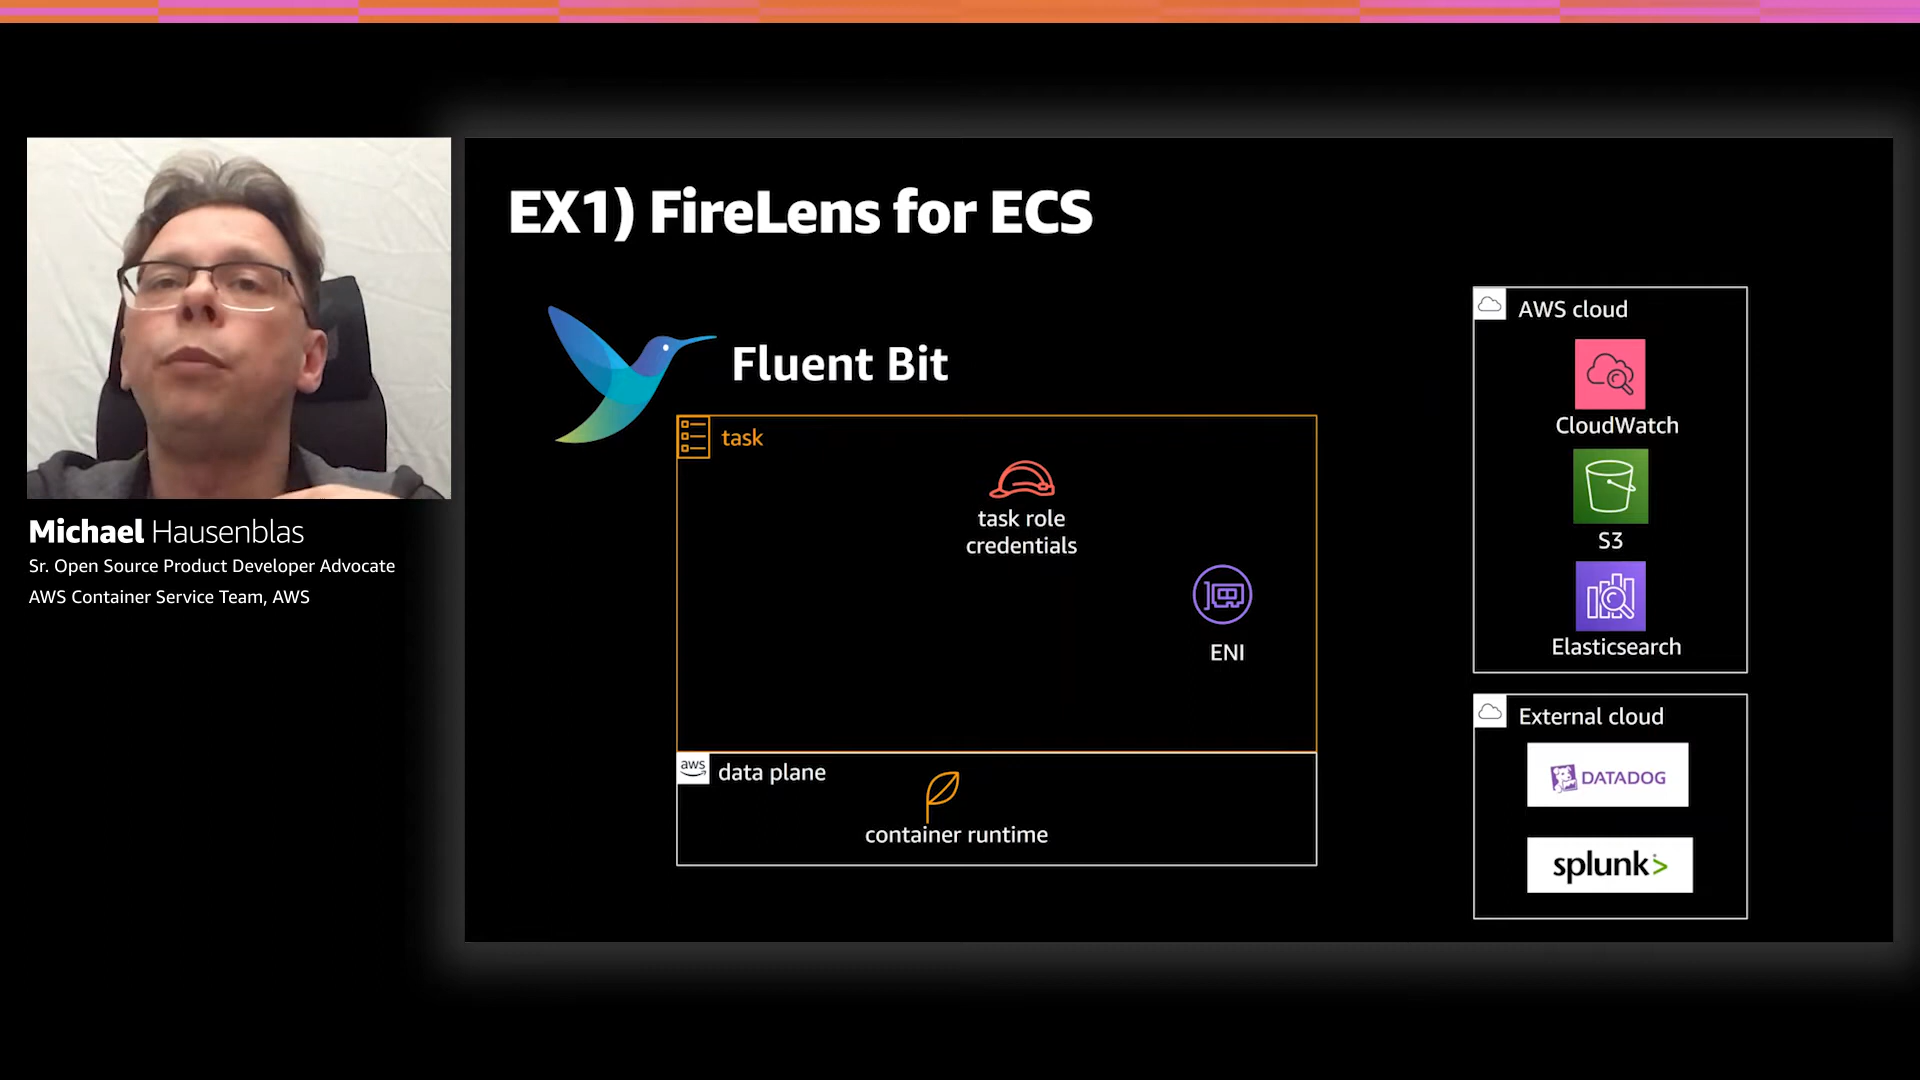 EX1) FireLens for ECS
Fluent Bit
task
task role
credentials
ENI
aws
data plane
container runtime
AWS cloud
CloudWatch
S3
Elasticsearch
External cloud
DATADOG
splunk>
Michael Hausenblas
Sr. Open Source Product Developer Advocate
AWS Container Service Team, AWS